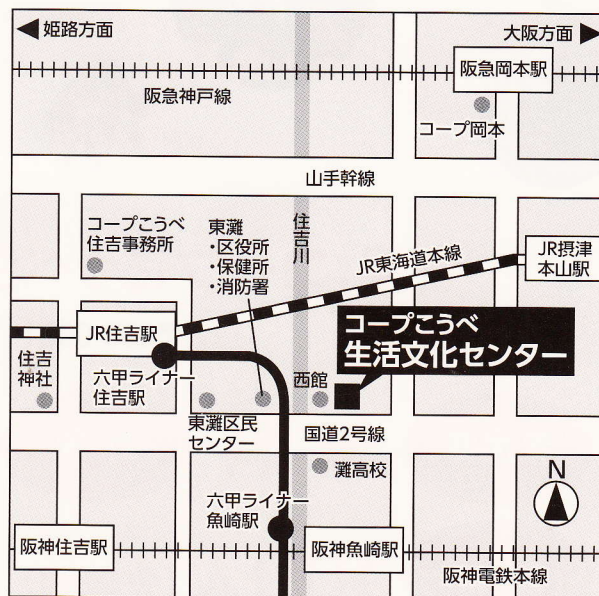 姫路方面
大阪方面
阪急岡本駅
阪急神戸線
コープ岡本
山手幹線
コープこうべ
住吉事務所
東灘
・区役所
・保健所
・消防署
住吉川
JR東海道本線
JR摂津
本山駅
コープこうべ
生活文化センター
JR住吉駅
住吉
神社
六甲ライナー
住吉駅
西館
東灘区民
センター
国道2号線
灘高校
N
六甲ライナー
魚崎駅
阪神住吉駅
阪神魚崎駅
阪神電鉄本線